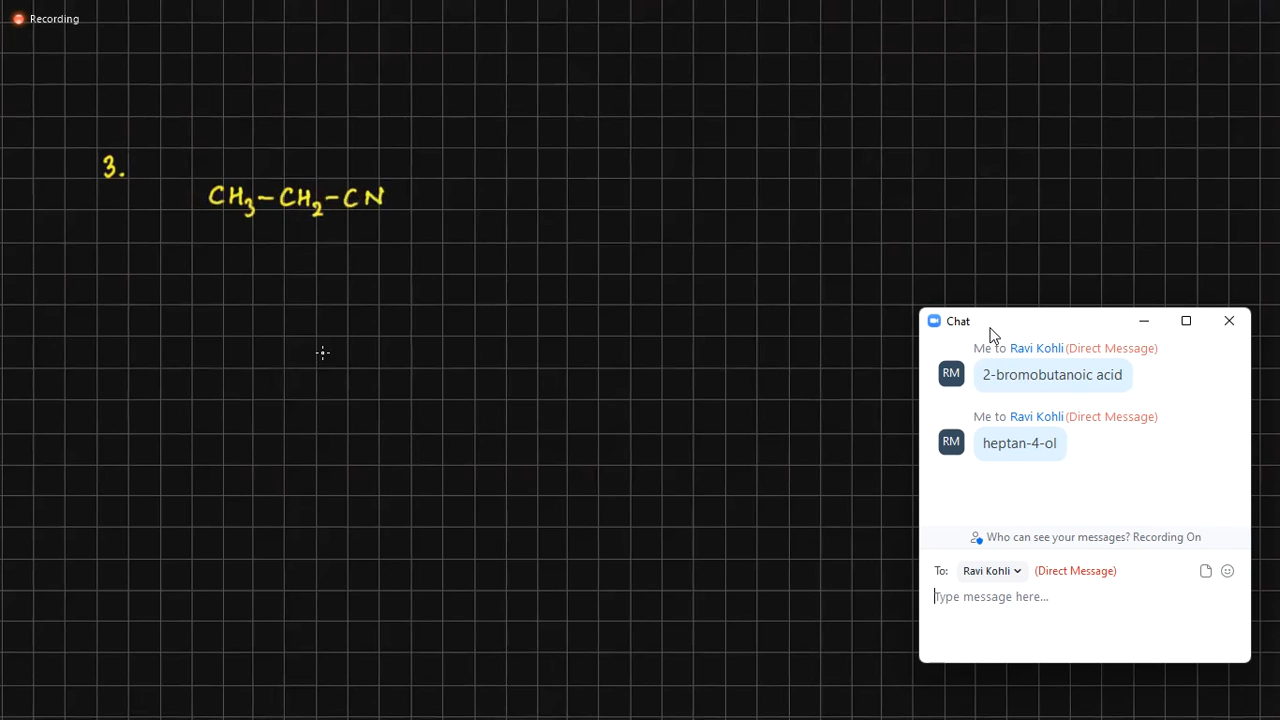 Recording
3.
CH₃-CH₂-CN
Chat
Me to Ravi Kohli(Direct Message)
RM
2-bromobutanoic acid
Me to Ravi Kohli(Direct Message)
RM
heptan-4-ol
Who can see your messages? Recording On
To: Ravi Kohli (Direct Message)
Type message here...